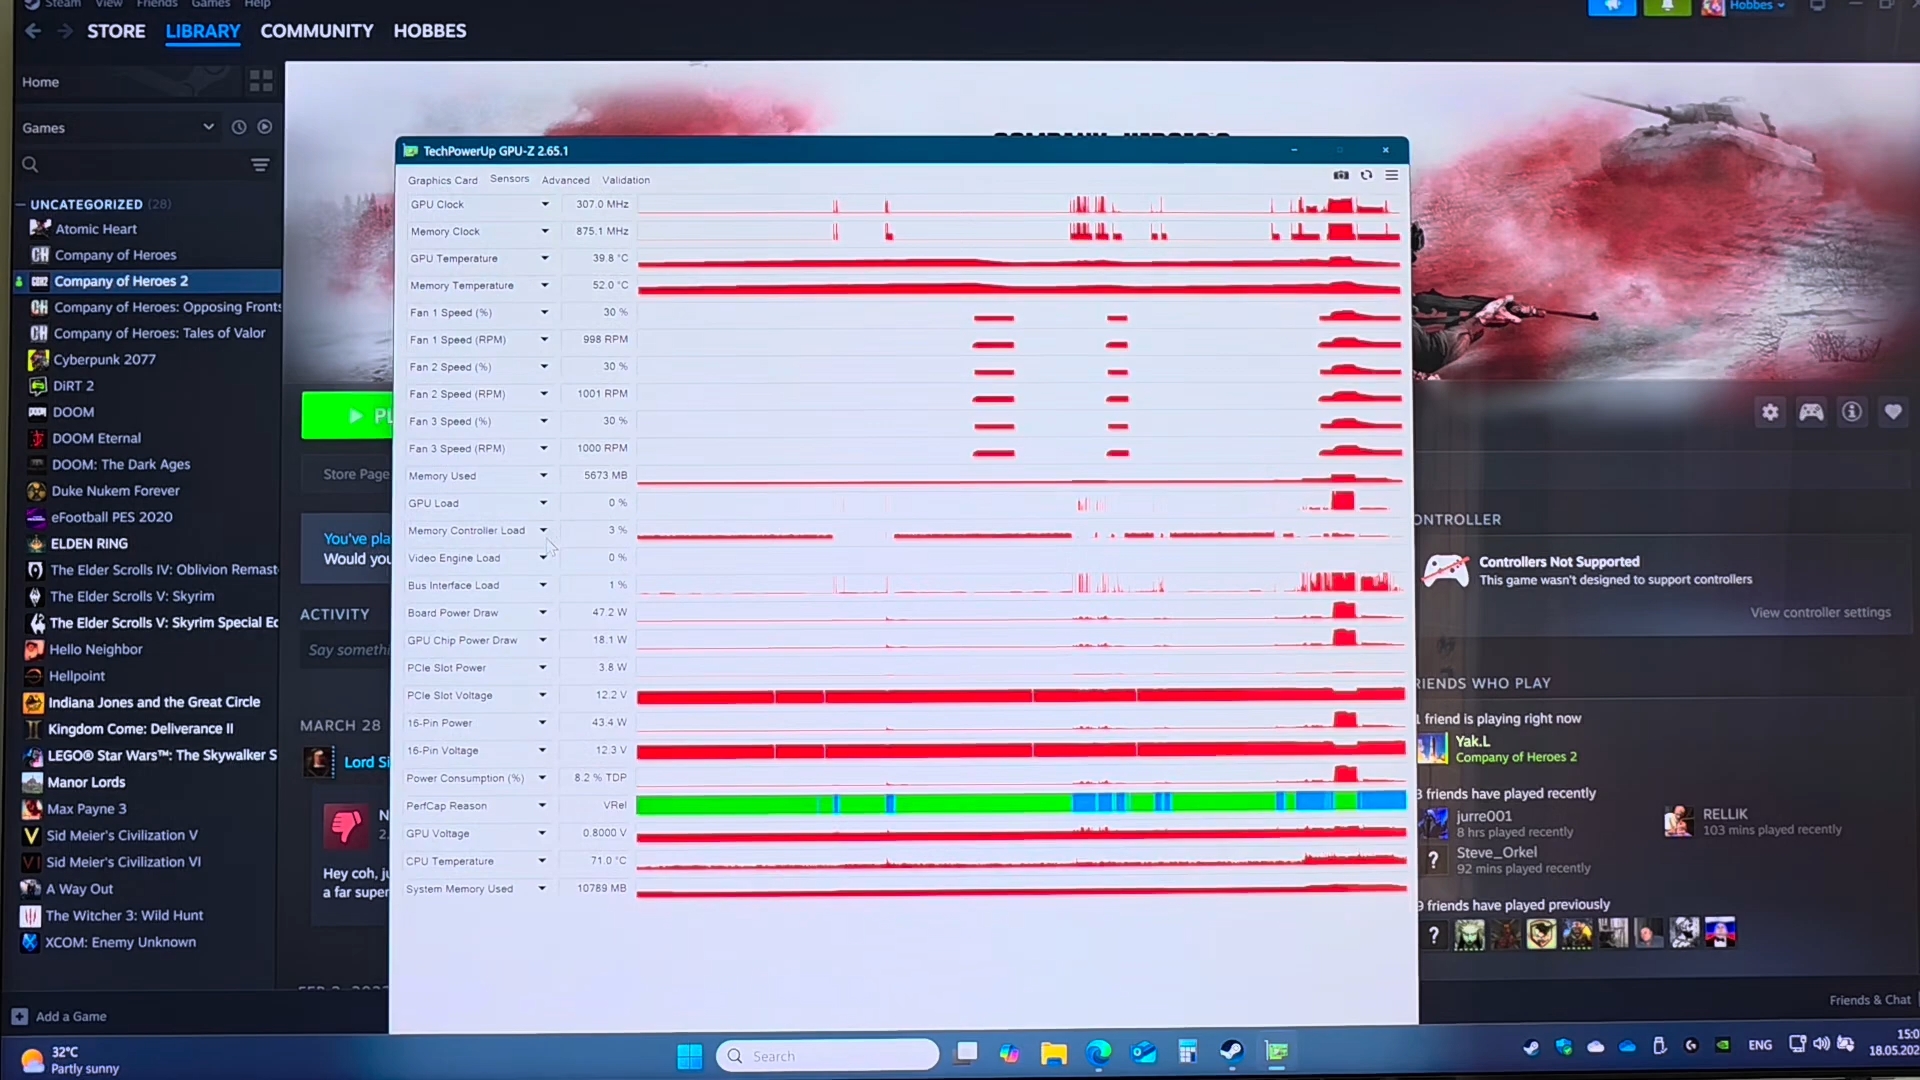 Steam View Friends Games Help
Hobbes
STORE LIBRARY COMMUNITY HOBBES
Home
Games
UNCATEGORIZED (28)
Atomic Heart
Company of Heroes
Company of Heroes 2
Company of Heroes: Opposing Fronts
Company of Heroes: Tales of Valor
Cyberpunk 2077
DiRT 2
DOOM
DOOM Eternal
DOOM: The Dark Ages
Duke Nukem Forever
eFootball PES 2020
ELDEN RING
The Elder Scrolls IV: Oblivion Remast
The Elder Scrolls V: Skyrim
The Elder Scrolls V: Skyrim Special Ed
Hello Neighbor
Hellpoint
Indiana Jones and the Great Circle
Kingdom Come: Deliverance II
LEGO® Star Wars™: The Skywalker S
Manor Lords
Max Payne 3
Sid Meier's Civilization V
Sid Meier's Civilization VI
A Way Out
The Witcher 3: Wild Hunt
XCOM: Enemy Unknown
Add a Game
Store Page
You've pla
Would you
ACTIVITY
Say somethi
MARCH 28
Lord Si
Hey coh, ju
a far super
TechPowerUp GPU-Z 2.65.1
Graphics Card Sensors Advanced Validation
GPU Clock 307.0 MHz
Memory Clock 875.1 MHz
GPU Temperature 39.8 °C
Memory Temperature 52.0 °C
Fan 1 Speed (%) 30 %
Fan 1 Speed (RPM) 998 RPM
Fan 2 Speed (%) 30 %
Fan 2 Speed (RPM) 1001 RPM
Fan 3 Speed (%) 30 %
Fan 3 Speed (RPM) 1000 RPM
Memory Used 5673 MB
GPU Load 0 %
Memory Controller Load 3 %
Video Engine Load 0 %
Bus Interface Load 1 %
Board Power Draw 47.2 W
GPU Chip Power Draw 18.1 W
PCIe Slot Power 3.8 W
PCIe Slot Voltage 12.2 V
16-Pin Power 43.4 W
16-Pin Voltage 12.3 V
Power Consumption (%) 8.2 % TDP
PerfCap Reason VRel
GPU Voltage 0.8000 V
CPU Temperature 71.0 °C
System Memory Used 10789 MB
ONTROLLER
Controllers Not Supported
This game wasn't designed to support controllers
View controller settings
RIENDS WHO PLAY
1 friend is playing right now
Yak.L
Company of Heroes 2
3 friends have played recently
jurre001
8 hrs played recently
RELLIK
103 mins played recently
Steve_Orkel
92 mins played recently
9 friends have played previously
Friends & Chat
32°C
Partly sunny
Search
ENG
15:0
18.05.202